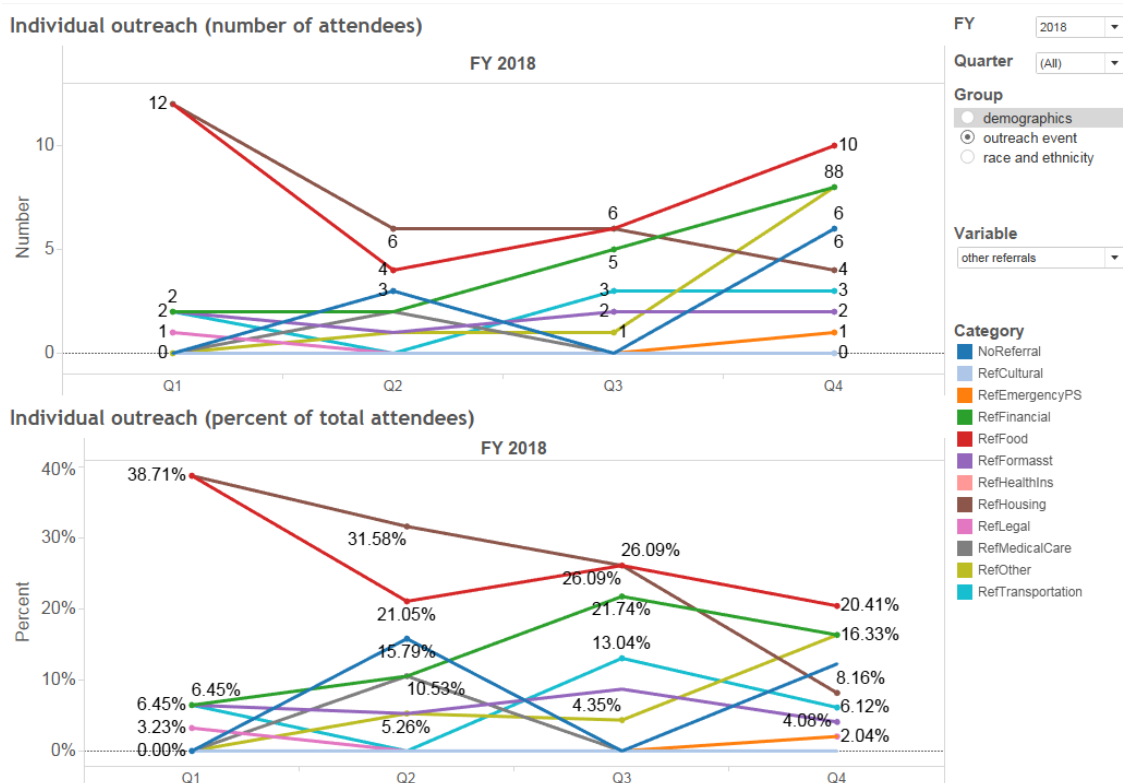 Individual outreach (number of attendees)
FY 2018
12
10
10
88
6
6
6
6
5
5
4
4
3
3
3
2
2
2
2
1
1
1
0
0
0
Number
Q1 Q2 Q3 Q4
Individual outreach (percent of total attendees)
FY 2018
40%
38.71%
30%
31.58%
26.09%
26.09%
20%
21.05%
21.74%
20.41%
15.79%
16.33%
13.04%
10%
10.53%
8.16%
6.45%
6.45%
6.12%
5.26%
4.35%
4.08%
3.23%
2.04%
0%
0.00%
Percent
Q1 Q2 Q3 Q4
FY 2018
Quarter (All)
Group
demographics
outreach event
race and ethnicity
Variable
other referrals
Category
NoReferral
RefCultural
RefEmergencyPS
RefFinancial
RefFood
RefFormasst
RefHealthIns
RefHousing
RefLegal
RefMedicalCare
RefOther
RefTransportation